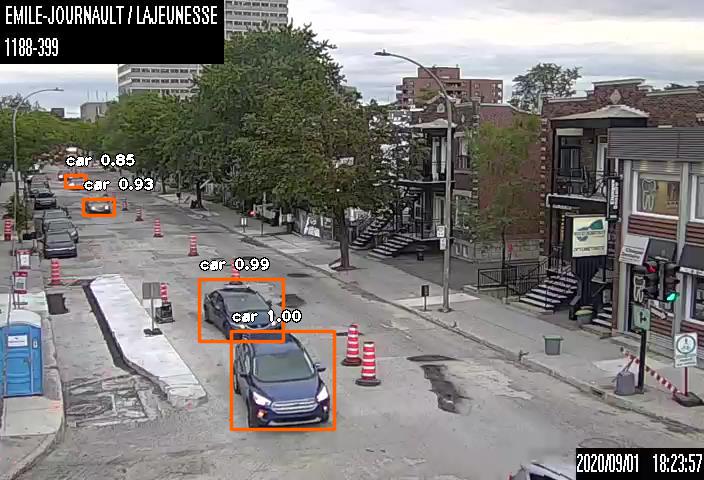 EMILE-JOURNAULT / LAJEUNESSE
1188-399
car 0.85
car 0.93
car 0.99
car 1.00
2020/09/01 18:23:57